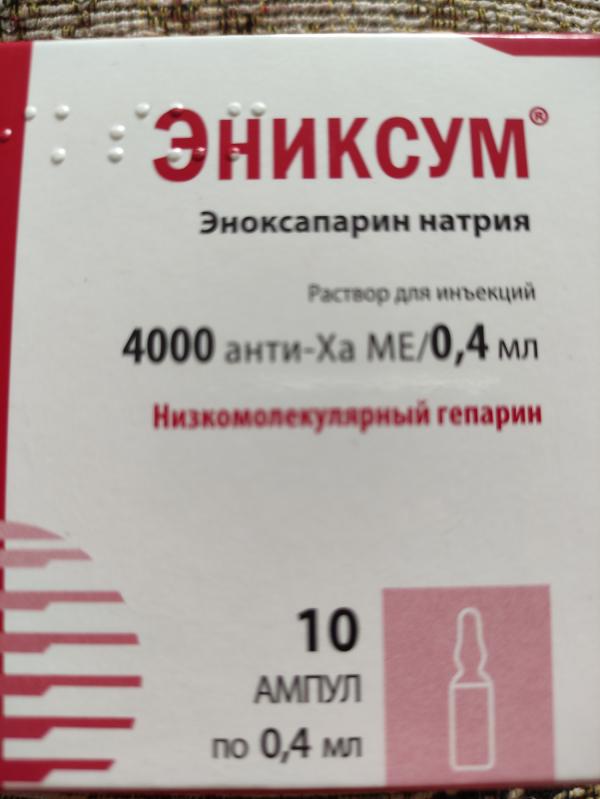 ЭНИКСУМ®
Эноксапарин натрия
Раствор для инъекций
4000 анти-Ха МЕ/0,4 мл
Низкомолекулярный гепарин
10
АМПУЛ
по 0,4 мл